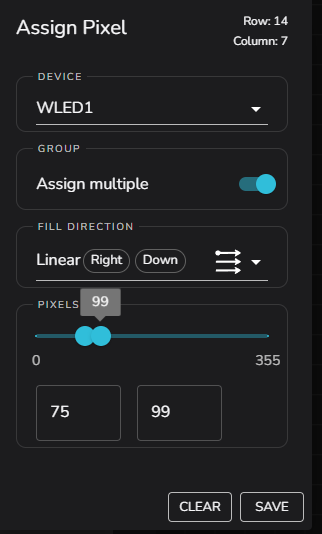 Assign Pixel
Row: 14
Column: 7
DEVICE
WLED1
GROUP
Assign multiple
FILL DIRECTION
Linear Right Down
PIXELS
99
0 355
75 99
CLEAR SAVE